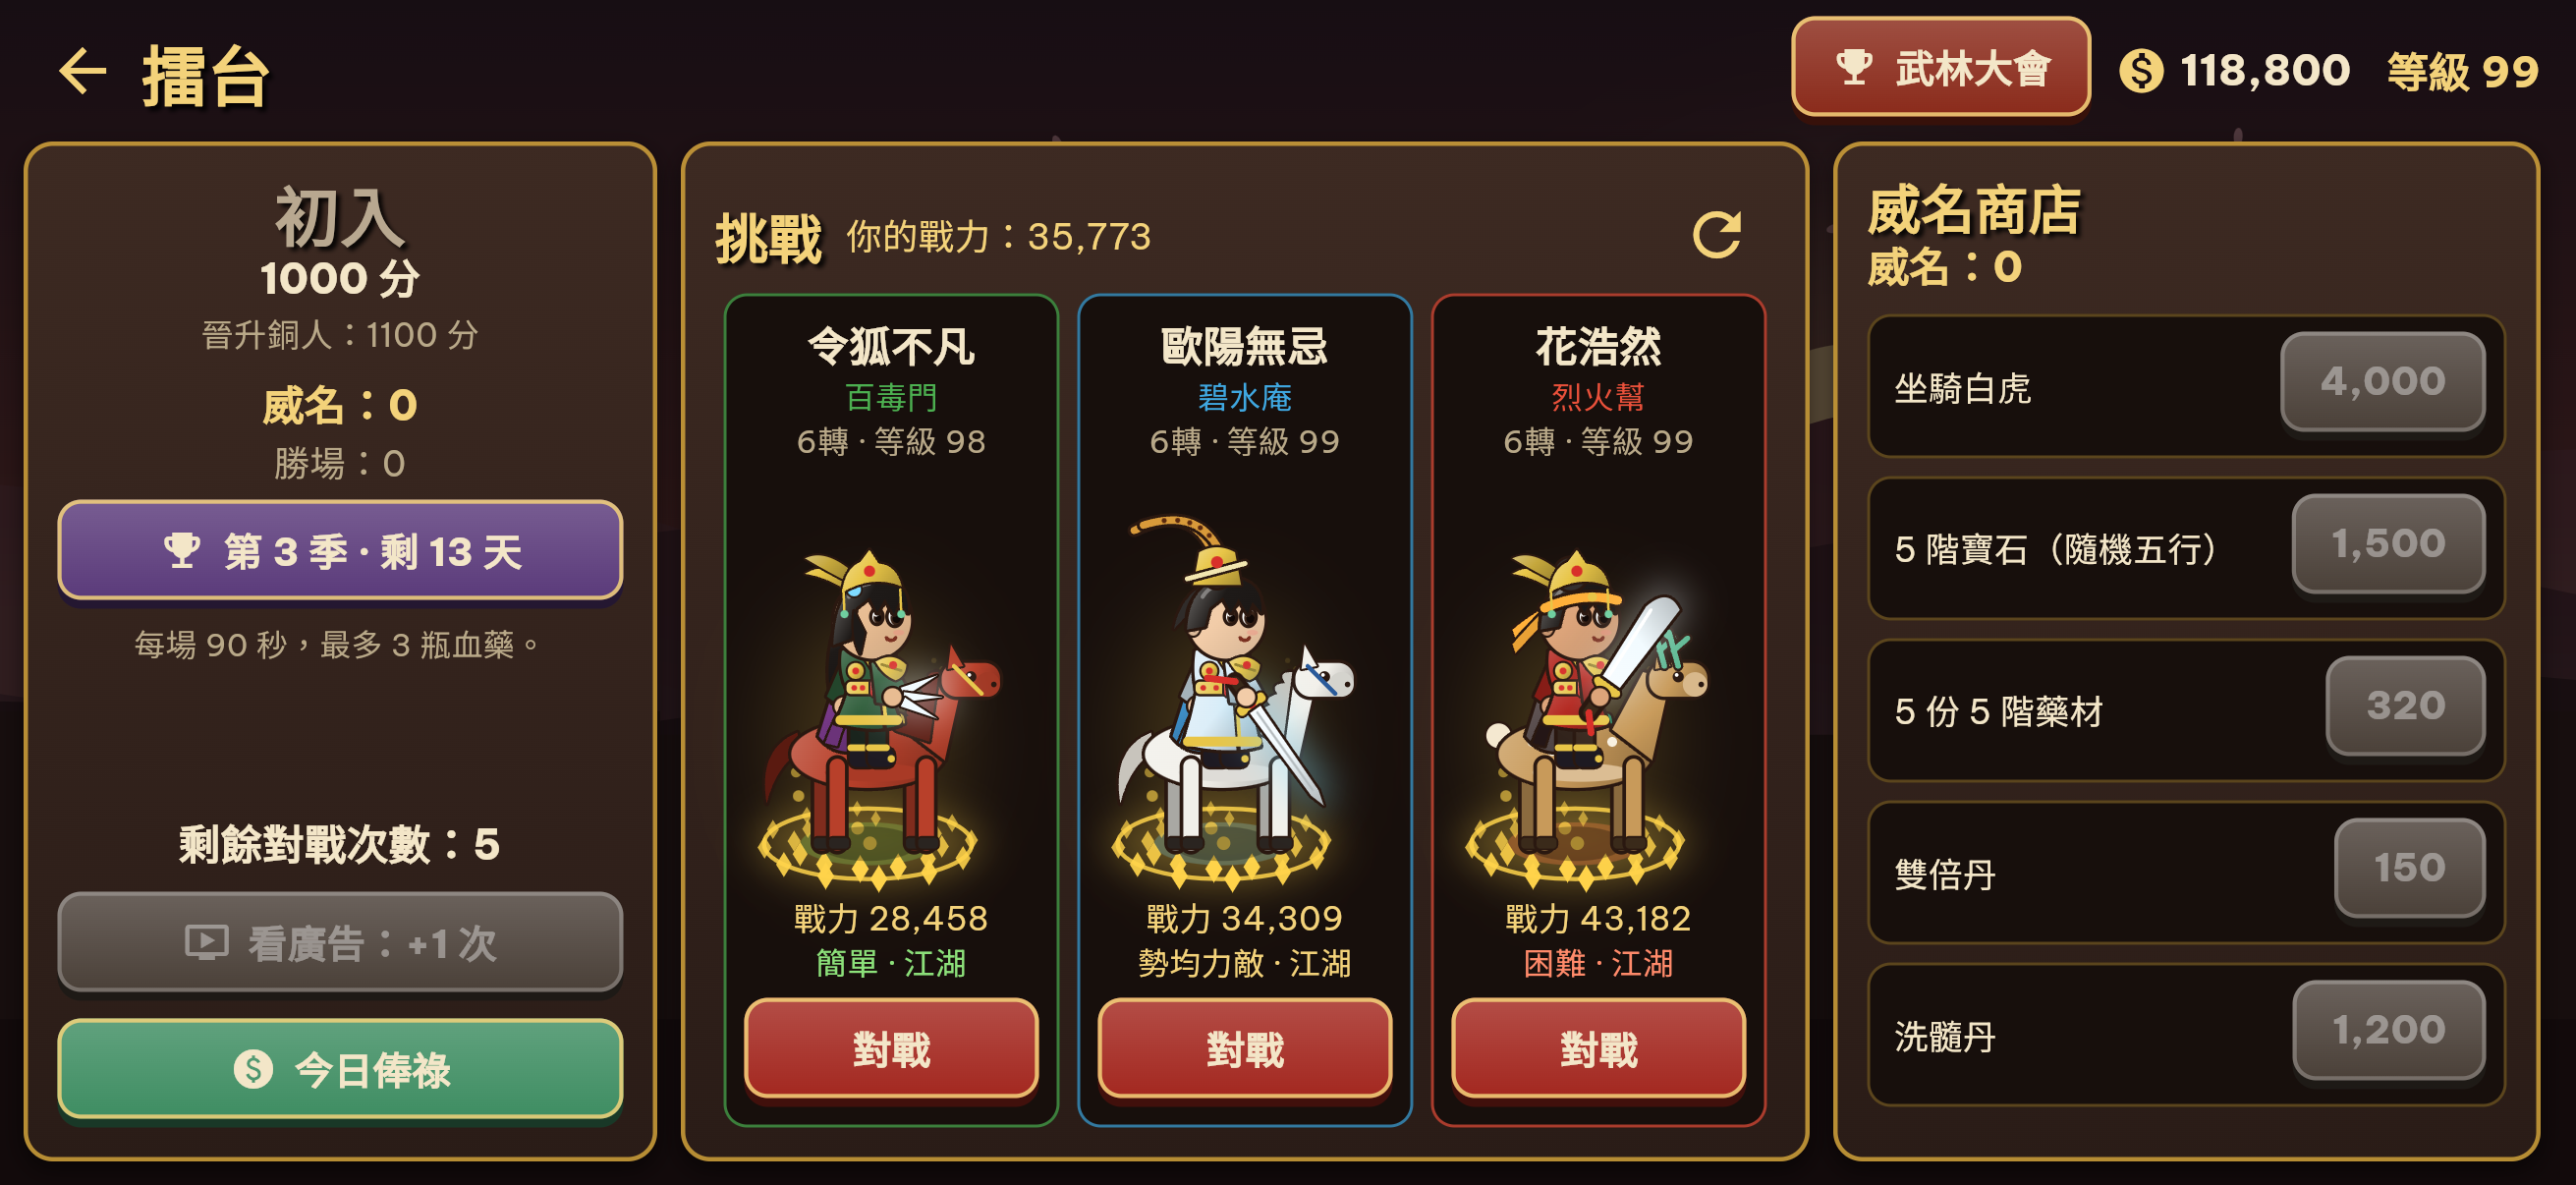 擂台
武林大會
118,800
等級 99
初入
1000 分
晉升銅人：1100 分
威名：0
勝場：0
第 3 季 · 剩 13 天
每場 90 秒，最多 3 瓶血藥。
剩餘對戰次數：5
看廣告：+1 次
今日俸祿
挑戰 你的戰力：35,773
令狐不凡
百毒門
6轉 · 等級 98
戰力 28,458
簡單 · 江湖
對戰
歐陽無忌
碧水庵
6轉 · 等級 99
戰力 34,309
勢均力敵 · 江湖
對戰
花浩然
烈火幫
6轉 · 等級 99
戰力 43,182
困難 · 江湖
對戰
威名商店
威名：0
坐騎白虎 4,000
5 階寶石（隨機五行） 1,500
5 份 5 階藥材 320
雙倍丹 150
洗髓丹 1,200